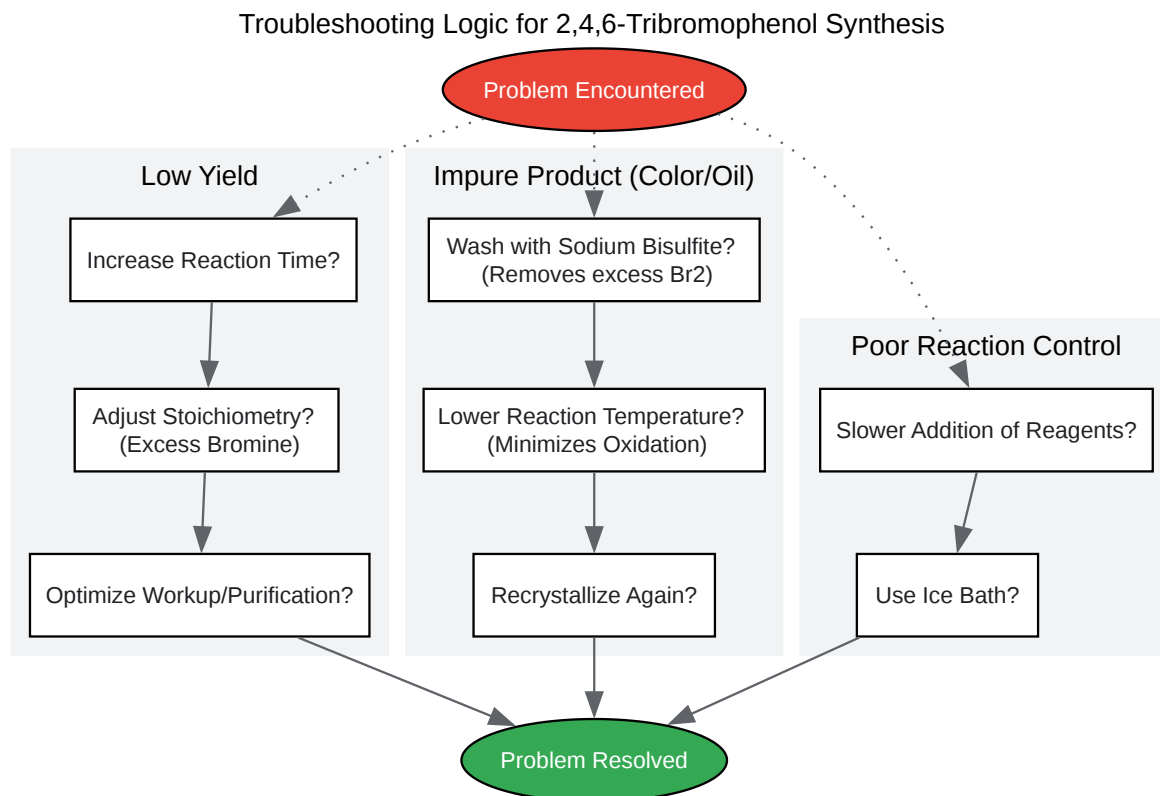 Troubleshooting Logic for 2,4,6-Tribromophenol Synthesis
Problem Encountered
Low Yield
Increase Reaction Time?
Adjust Stoichiometry?
(Excess Bromine)
Optimize Workup/Purification?
Impure Product (Color/Oil)
Wash with Sodium Bisulfite?
(Removes excess Br2)
Lower Reaction Temperature?
(Minimizes Oxidation)
Recrystallize Again?
Poor Reaction Control
Slower Addition of Reagents?
Use Ice Bath?
Problem Resolved